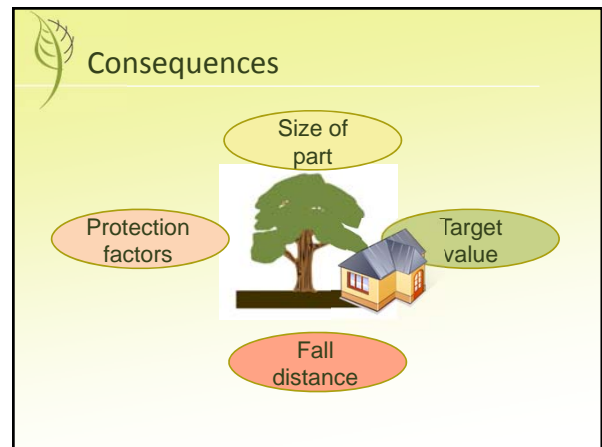 Consequences
Size of
part
Protection
factors
Target
value
Fall
distance